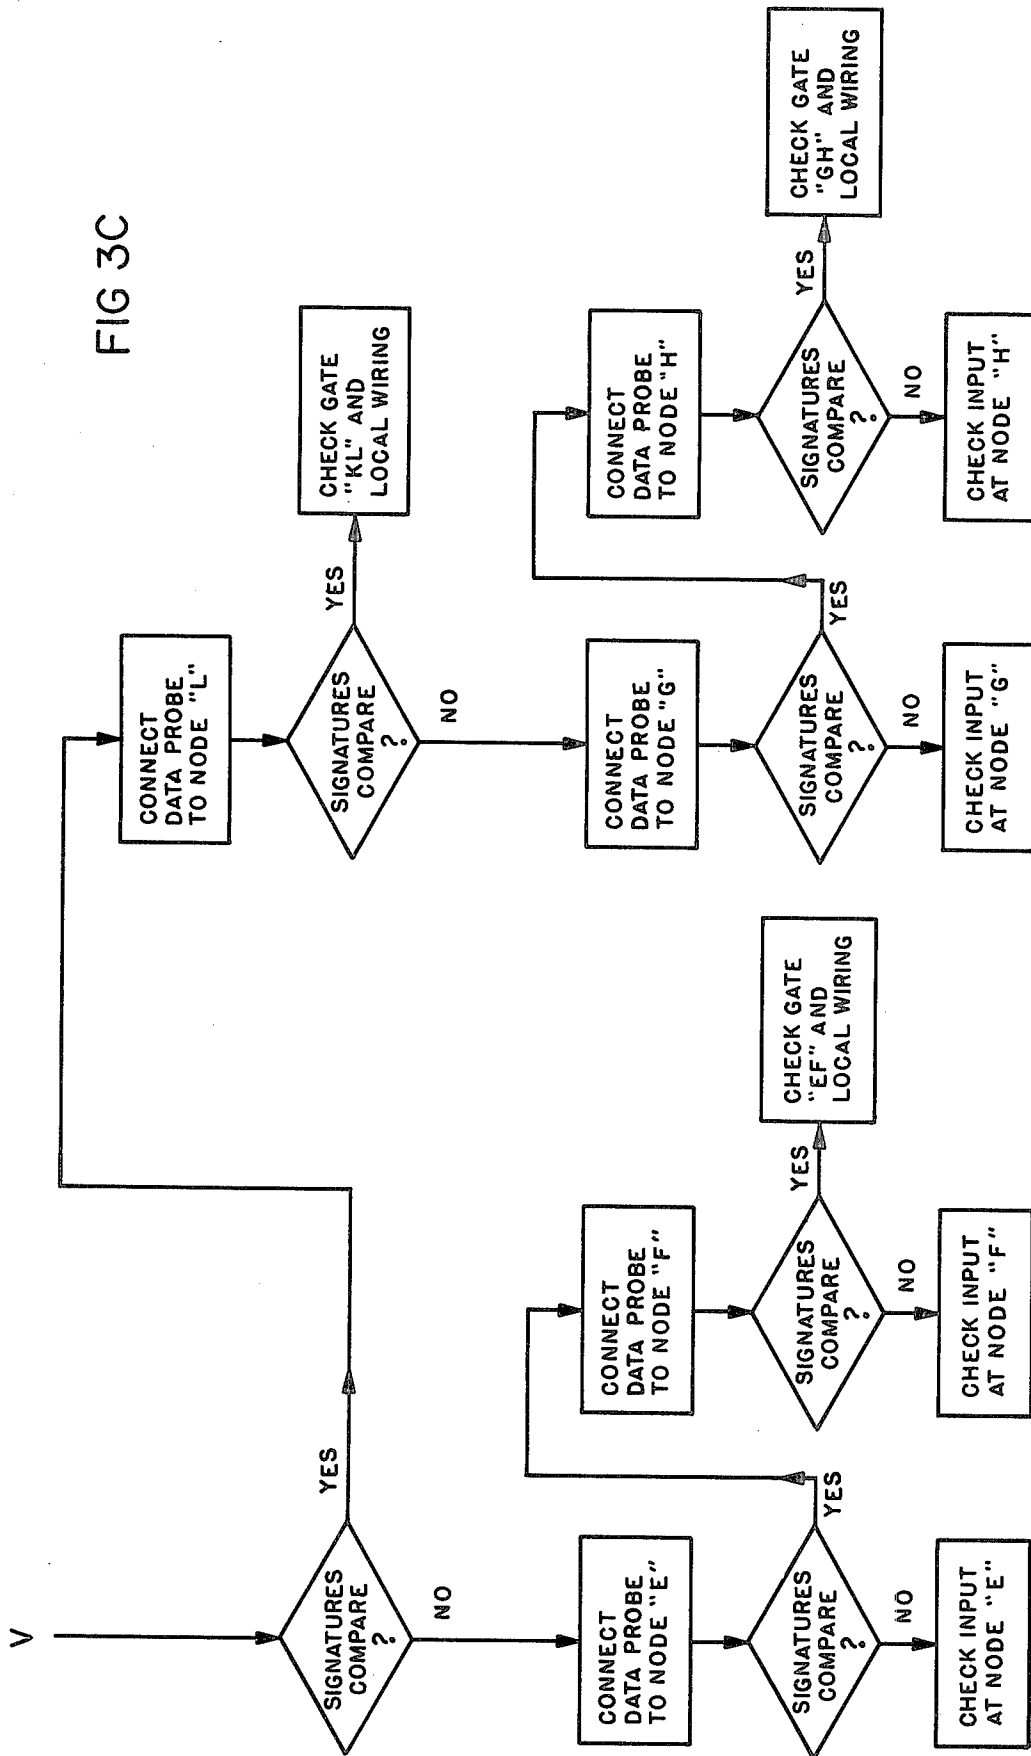 FIG 3C
V
SIGNATURES
COMPARE
?
YES
NO
CONNECT
DATA PROBE
TO NODE "L"
SIGNATURES
COMPARE
?
YES
NO
CHECK GATE
"KL" AND
LOCAL WIRING
CONNECT
DATA PROBE
TO NODE "E"
SIGNATURES
COMPARE
?
YES
NO
CHECK INPUT
AT NODE "E"
CONNECT
DATA PROBE
TO NODE "F"
SIGNATURES
COMPARE
?
YES
NO
CHECK INPUT
AT NODE "F"
CHECK GATE
"EF" AND
LOCAL WIRING
CONNECT
DATA PROBE
TO NODE "G"
SIGNATURES
COMPARE
?
YES
NO
CHECK INPUT
AT NODE "G"
CONNECT
DATA PROBE
TO NODE "H"
SIGNATURES
COMPARE
?
YES
NO
CHECK INPUT
AT NODE "H"
CHECK GATE
"GH" AND
LOCAL WIRING